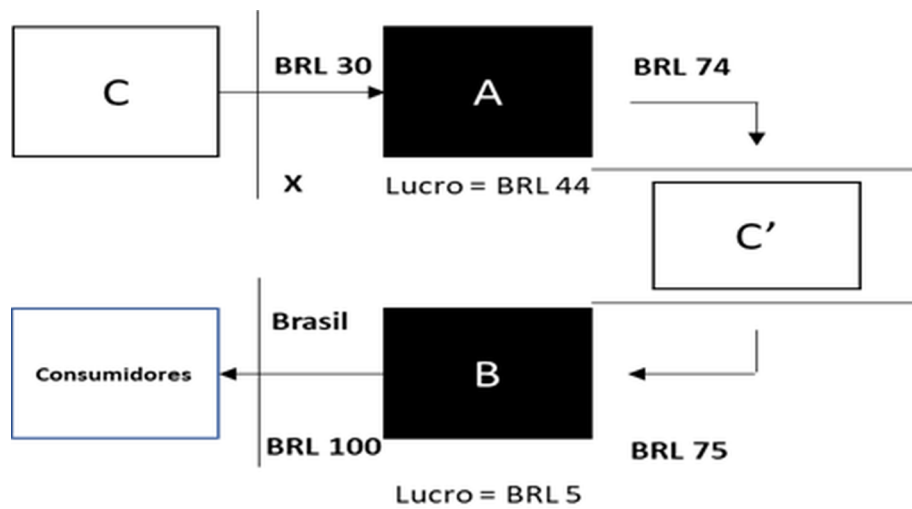 C
BRL 30
A
BRL 74
X
Lucro = BRL 44
C’
Brasil
Consumidores
B
BRL 100
BRL 75
Lucro = BRL 5